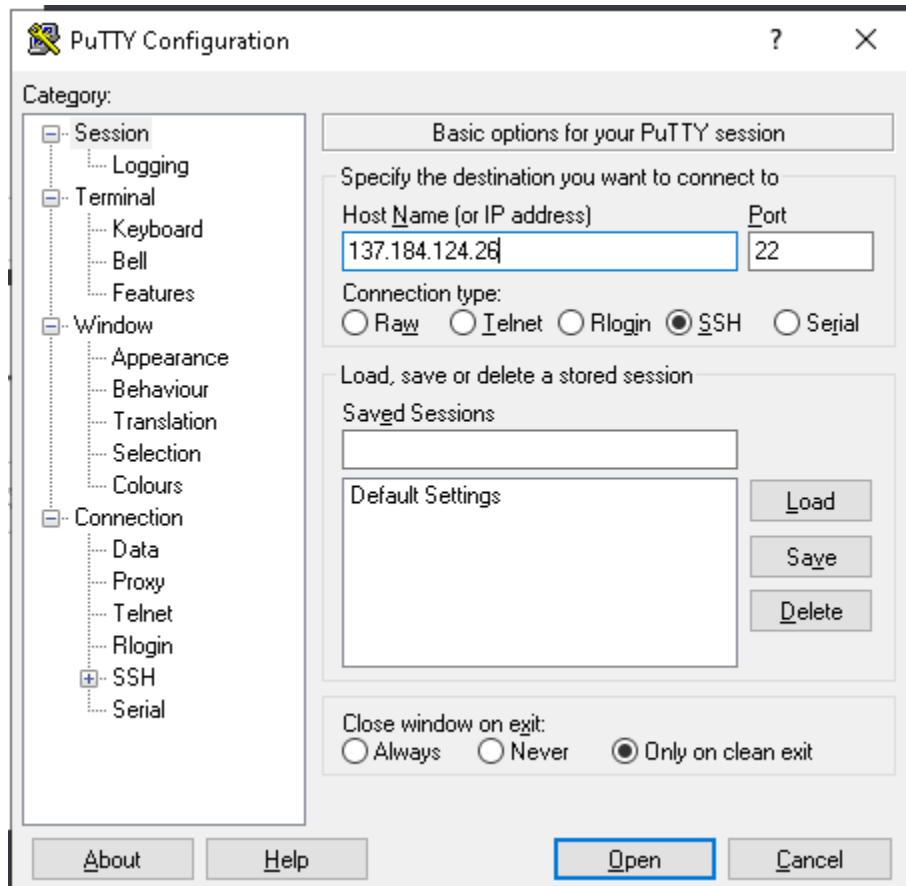 PuTTY Configuration
?
Category:
Session
Logging
Terminal
Keyboard
Bell
Features
Window
Appearance
Behaviour
Translation
Selection
Colours
Connection
Data
Proxy
Telnet
Rlogin
SSH
Serial
Basic options for your PuTTY session
Specify the destination you want to connect to
Host Name (or IP address) Port
137.184.124.26 22
Connection type:
Raw Telnet Rlogin SSH Serial
Load, save or delete a stored session
Saved Sessions
Default Settings
Load
Save
Delete
Close window on exit:
Always Never Only on clean exit
About Help Open Cancel